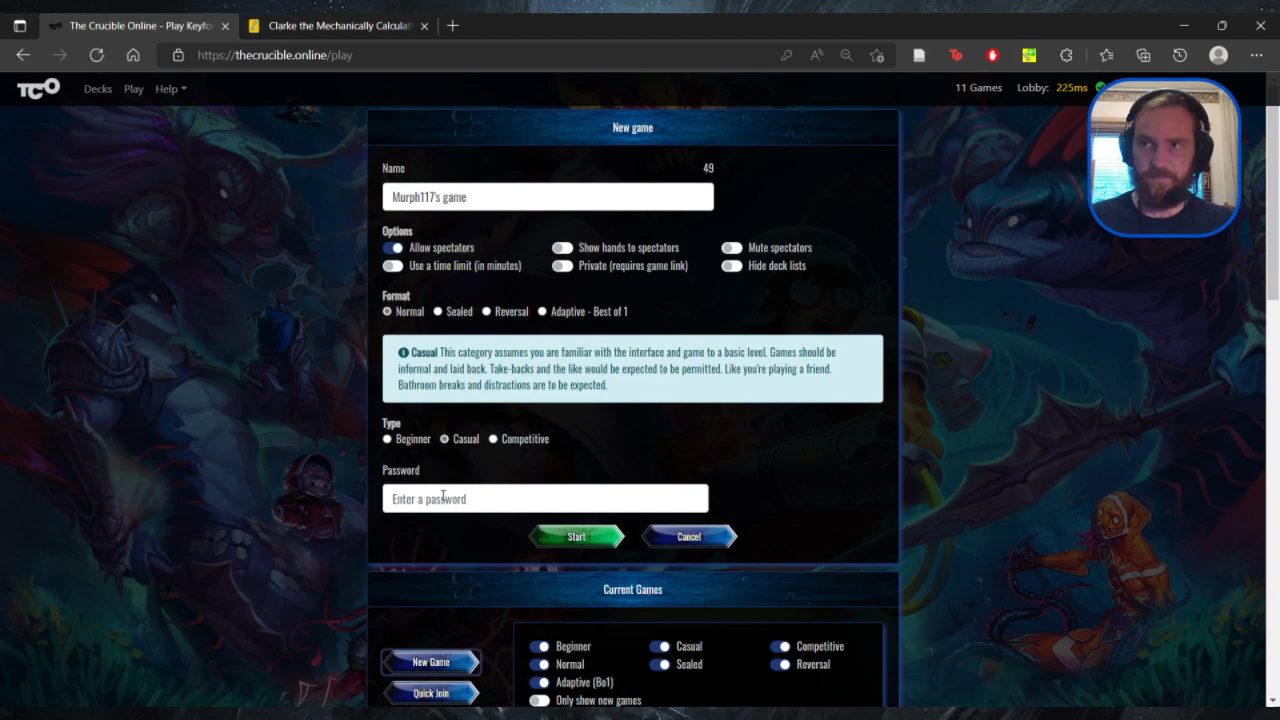 The Crucible Online - Play Keyfo
Clarke the Mechanically Calculat
https://thecrucible.online/play
TCO
Decks
Play
Help
11 Games
Lobby: 225ms
New game
Name
49
Murph117's game
Options
Allow spectators
Show hands to spectators
Mute spectators
Use a time limit (in minutes)
Private (requires game link)
Hide deck lists
Format
Normal
Sealed
Reversal
Adaptive - Best of 1
Casual This category assumes you are familiar with the interface and game to a basic level. Games should be
informal and laid back. Take-backs and the like would be expected to be permitted. Like you're playing a friend.
Bathroom breaks and distractions are to be expected.
Type
Beginner
Casual
Competitive
Password
Enter a password
Start
Cancel
Current Games
New Game
Quick Join
Beginner
Casual
Competitive
Normal
Sealed
Reversal
Adaptive (Bo1)
Only show new games